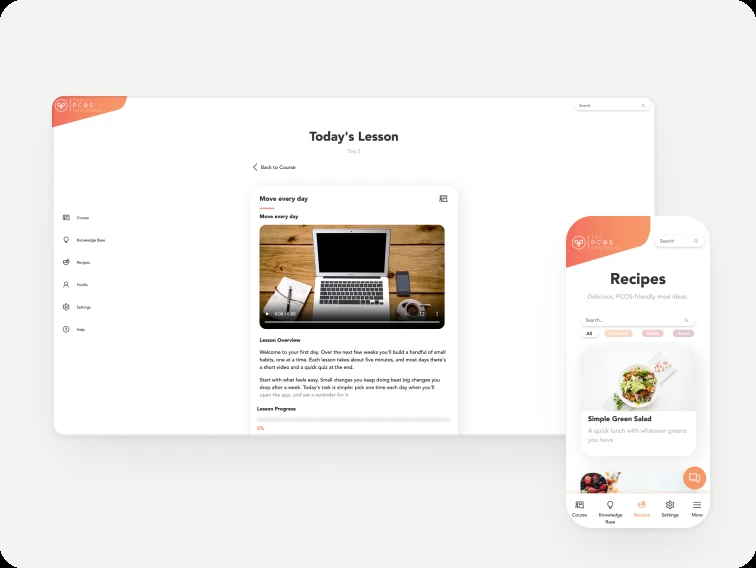 THE
PCOS
Search
Today's Lesson
Day 5
Back to Course
Course
Knowledge Base
Recipes
Profile
Settings
Help
Move every day
Move every day
0:00 / 0:52
Lesson Overview
Welcome to your first day. Over the next few weeks you'll build a handful of small
habits, one at a time. Each lesson takes about five minutes, and most days there's
a short video and a quick quiz at the end.
Start with what feels easy. Small changes you keep doing beat big changes you
drop after a week. Today's task is simple: pick one time each day when you'll
open the app, and set a reminder for it.
Lesson Progress
0%
THE
PCOS
Search
Recipes
Delicious, PCOS-friendly meal ideas.
Search...
All
Simple Green Salad
A quick lunch with whatever greens
you have
Course
Knowledge
Base
Recipes
Settings
More